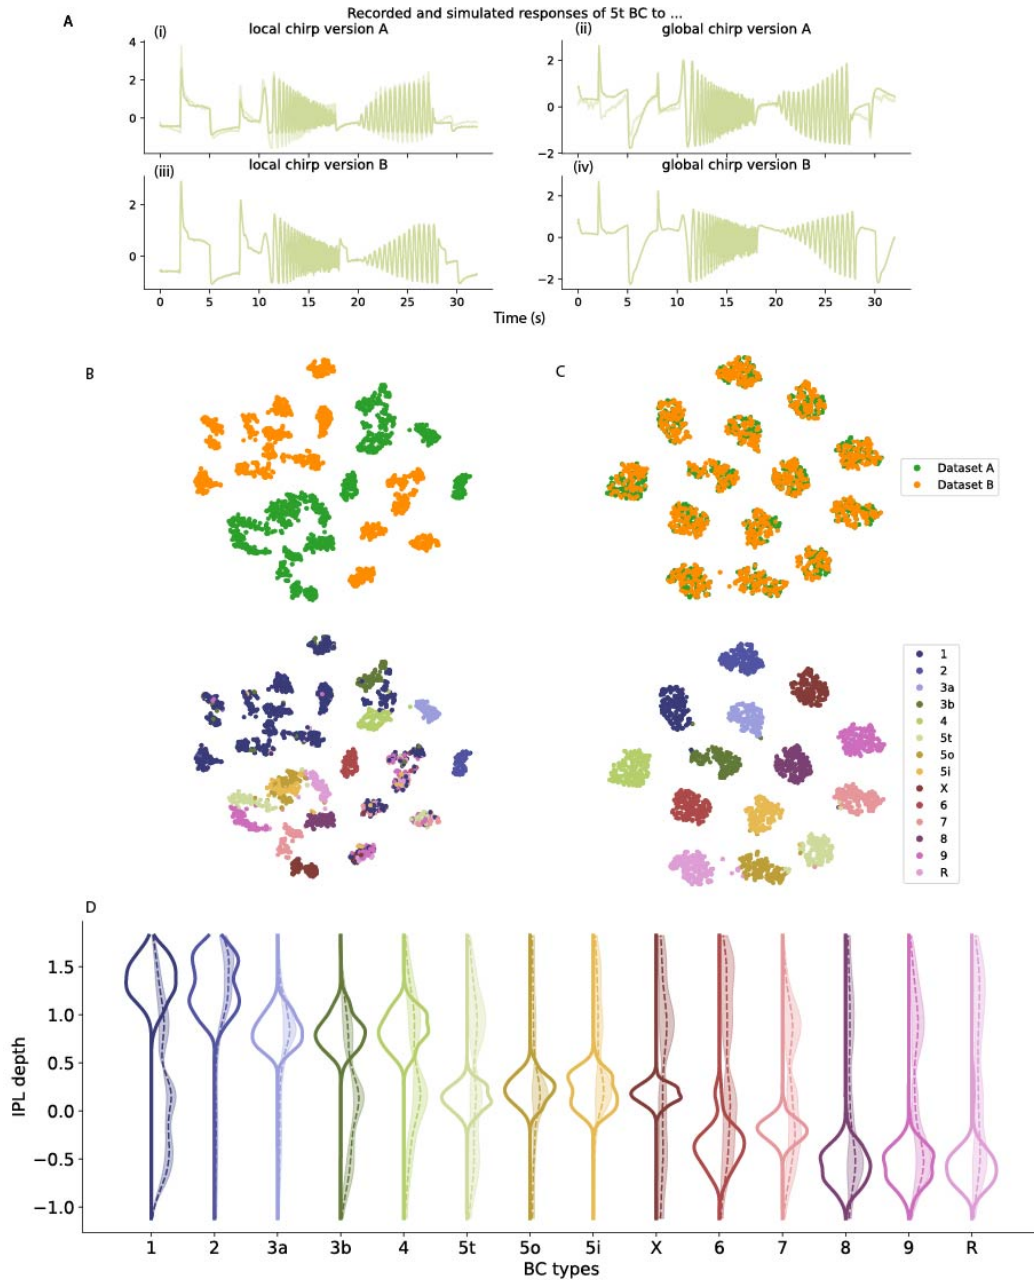 A
Recorded and simulated responses of 5t BC to ...
(i)
local chirp version A
(ii)
global chirp version A
4
2
0
2
0
−2
(iii)
local chirp version B
(iv)
global chirp version B
2
0
0
−2
0 5 10 15 20 25 30
0 5 10 15 20 25 30
Time (s)
B
C
Dataset A
Dataset B
1
2
3a
3b
4
5t
5o
5i
X
6
7
8
9
R
D
IPL depth
1.5
1.0
0.5
0.0
−0.5
−1.0
1 2 3a 3b 4 5t 5o 5i X 6 7 8 9 R
BC types